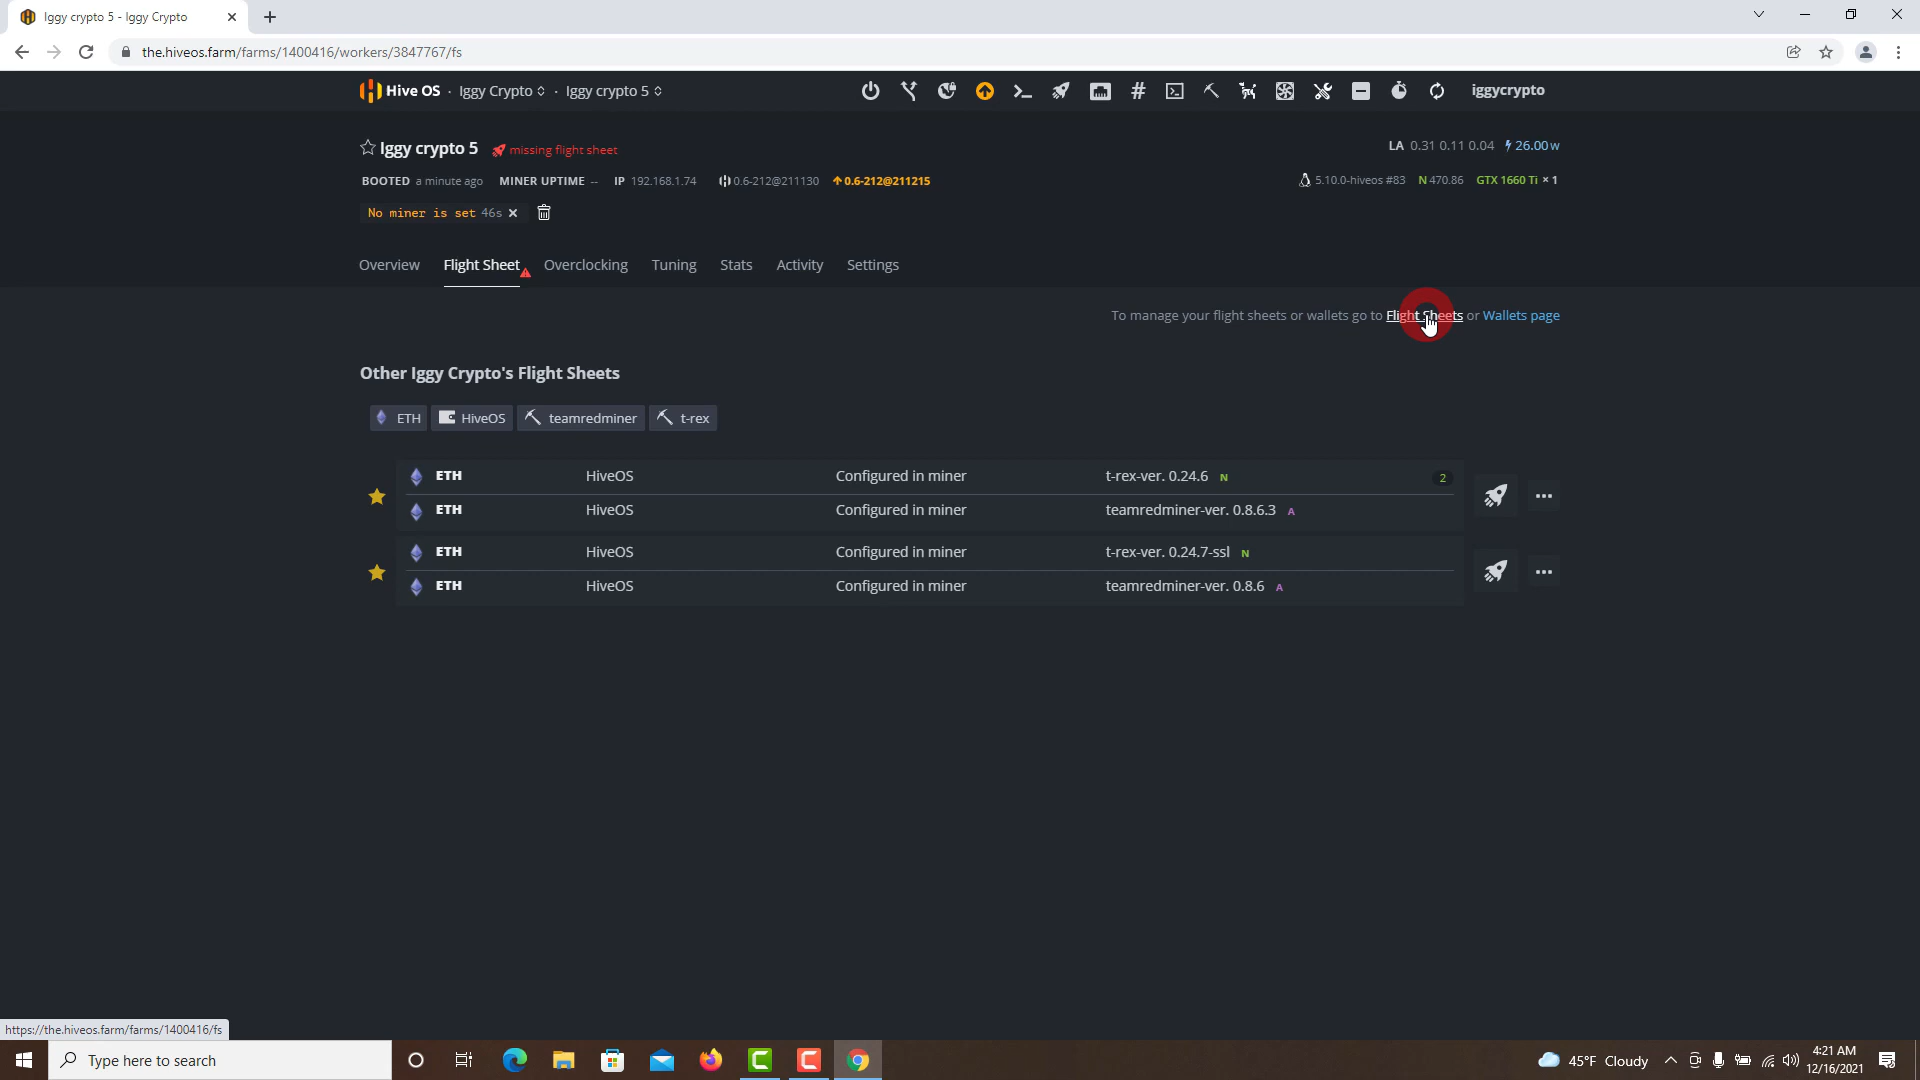 Iggy crypto 5 - Iggy Crypto
the.hiveos.farm/farms/1400416/workers/3847767/fs
Hive OS · Iggy Crypto · Iggy crypto 5 iggycrypto
Iggy crypto 5 missing flight sheet LA 0.31 0.11 0.04 26.00 w
BOOTED a minute ago MINER UPTIME -- IP 192.168.1.74 0.6-212@211130 0.6-212@211215 5.10.0-hiveos #83 N 470.86 GTX 1660 Ti × 1
No miner is set 46s
Overview Flight Sheet Overclocking Tuning Stats Activity Settings
To manage your flight sheets or wallets go to Flight Sheets or Wallets page
Other Iggy Crypto's Flight Sheets
ETH HiveOS teamredminer t-rex
ETH HiveOS Configured in miner t-rex-ver. 0.24.6 N 2
ETH HiveOS Configured in miner teamredminer-ver. 0.8.6.3 A
ETH HiveOS Configured in miner t-rex-ver. 0.24.7-ssl N
ETH HiveOS Configured in miner teamredminer-ver. 0.8.6 A
https://the.hiveos.farm/farms/1400416/fs
Type here to search
45°F Cloudy
4:21 AM
12/16/2021